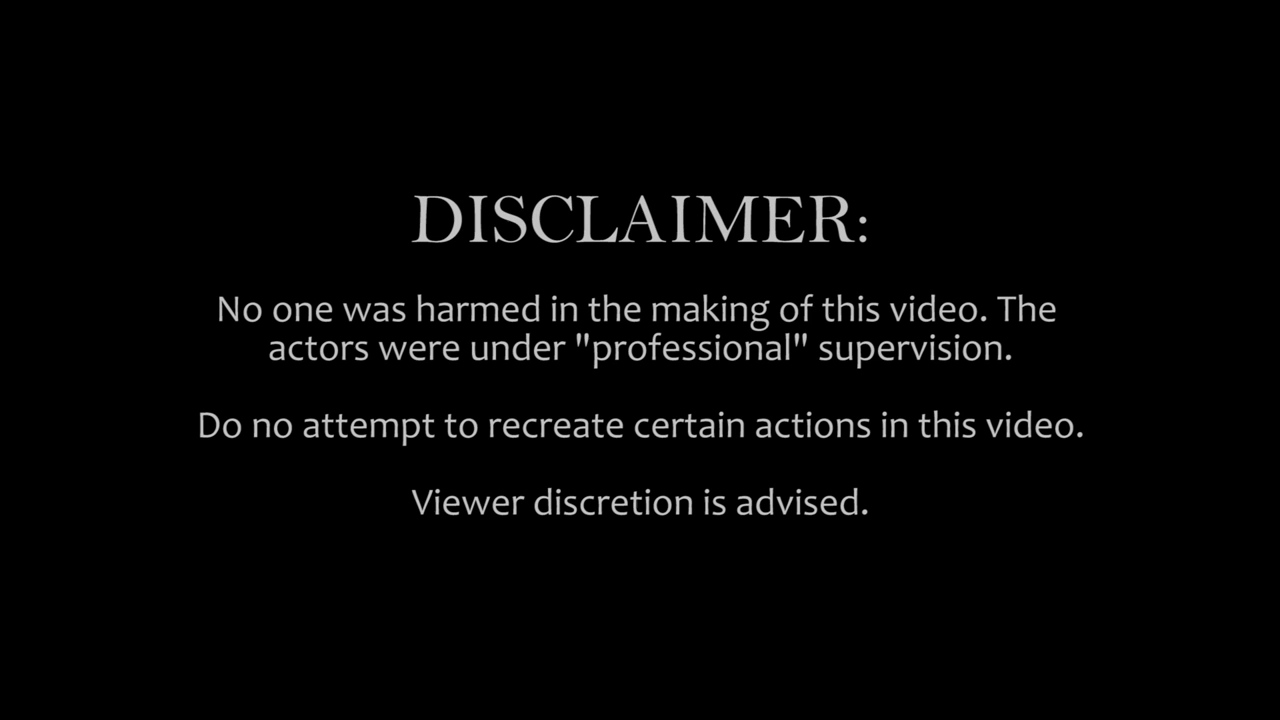 DISCLAIMER:
No one was harmed in the making of this video. The
actors were under "professional" supervision.
Do no attempt to recreate certain actions in this video.
Viewer discretion is advised.